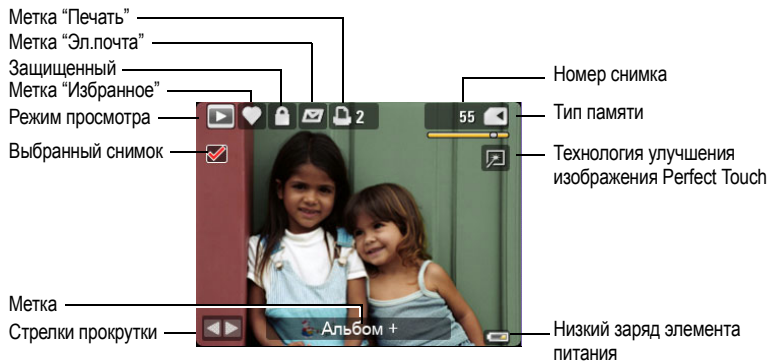 Метка “Печать”
Метка “Эл.почта”
Защищенный
Метка “Избранное”
Режим просмотра
Выбранный снимок
2
55
Номер снимка
Тип памяти
Технология улучшения
изображения Perfect Touch
Метка
Стрелки прокрутки
Альбом +
Низкий заряд элемента
питания